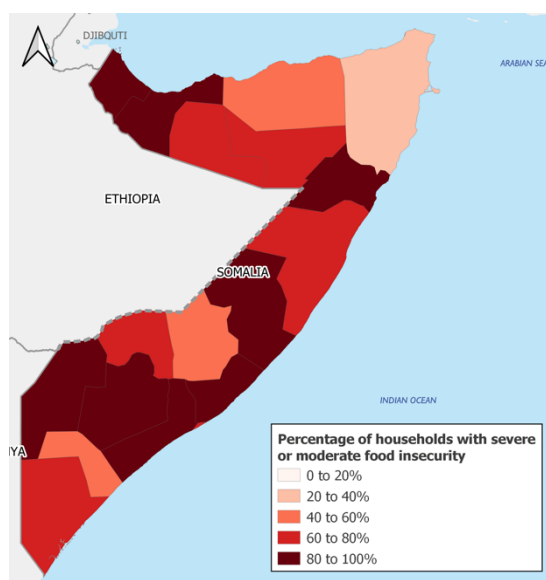 DJIBOUTI
ARABIAN SEA
ETHIOPIA
SOMALIA
INDIAN OCEAN
YA
Percentage of households with severe
or moderate food insecurity
0 to 20%
20 to 40%
40 to 60%
60 to 80%
80 to 100%